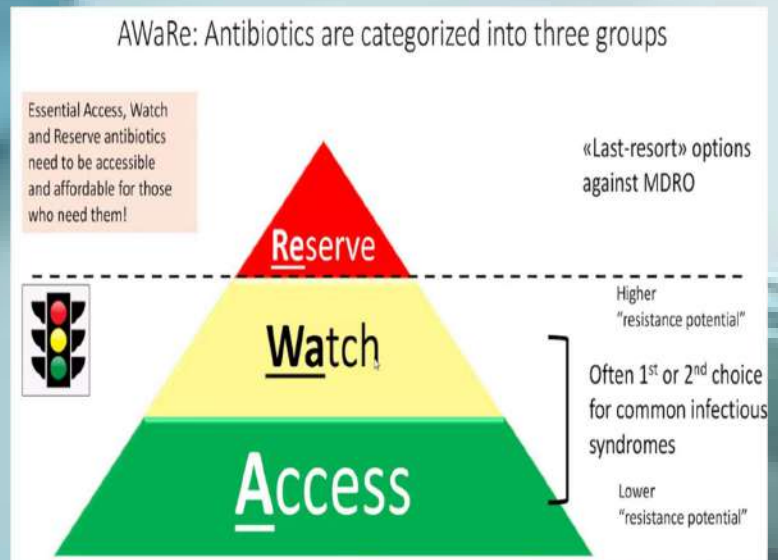 AWaRe: Antibiotics are categorized into three groups
Essential Access, Watch
and Reserve antibiotics
need to be accessible
and affordable for those
who need them!
«Last-resort» options
against MDRO
Reserve
Higher
"resistance potential"
Watch
Often 1st or 2nd choice
for common infectious
syndromes
Access
Lower
"resistance potential"